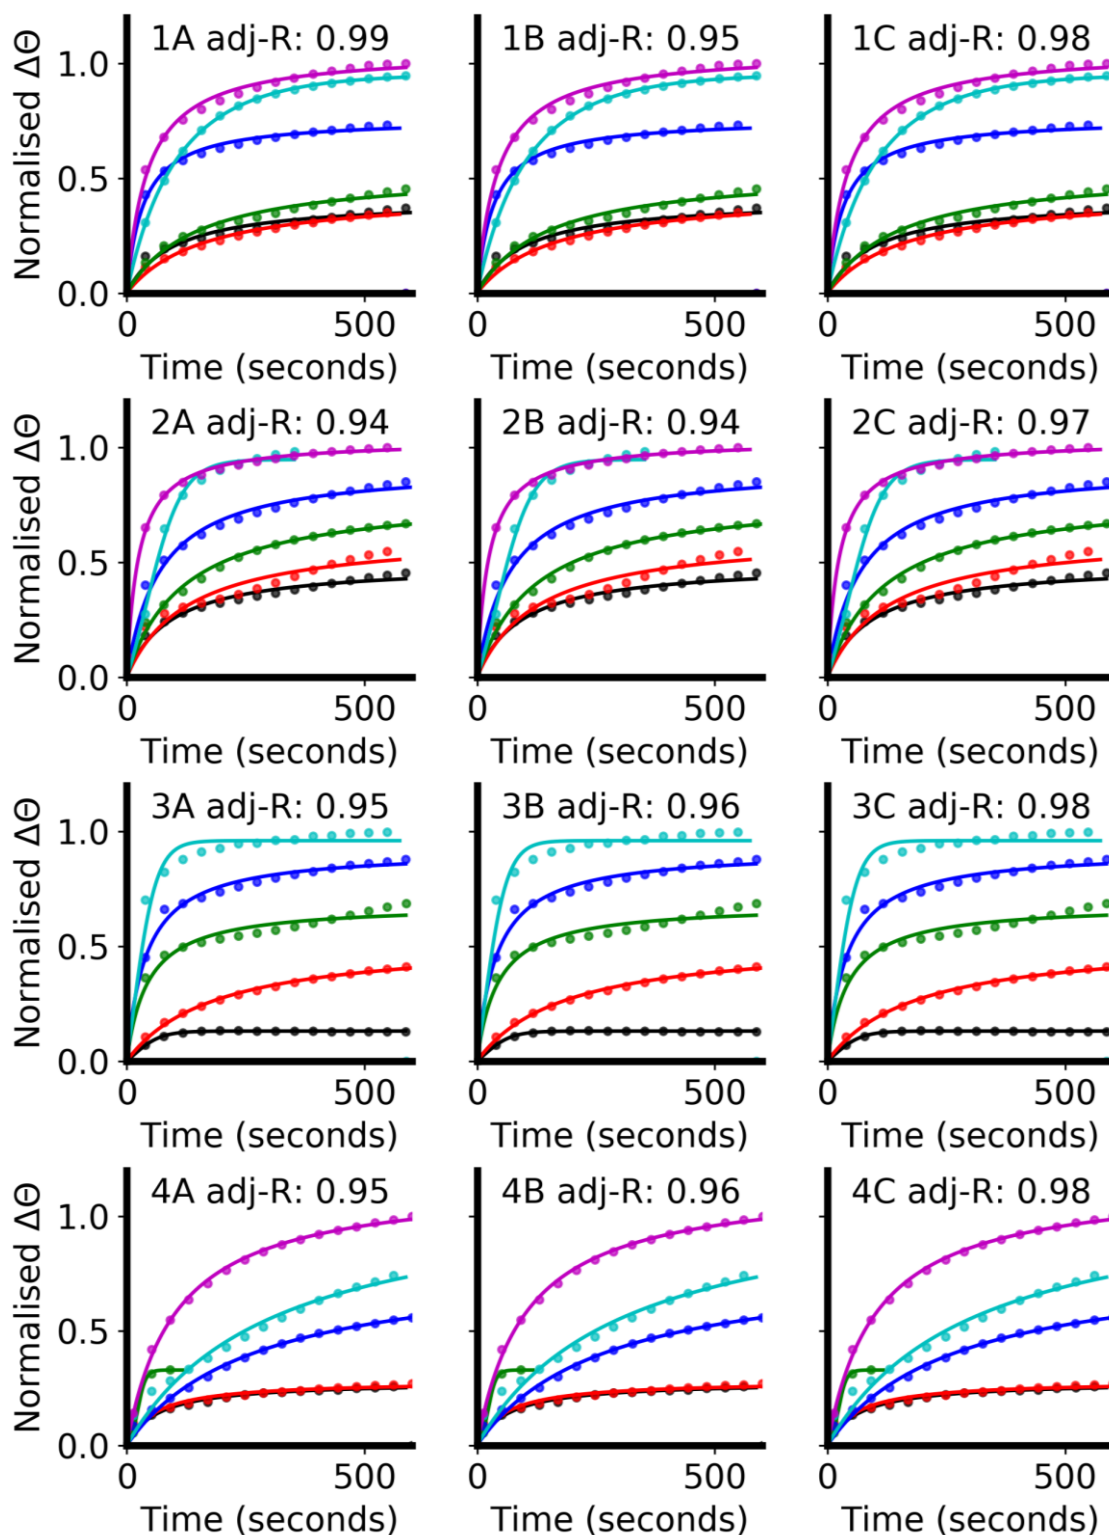 1A adj-R: 0.99
1B adj-R: 0.95
1C adj-R: 0.98
Normalised ΔΘ
1.0
0.5
0.0
0
500
0
500
0
500
Time (seconds)
Time (seconds)
Time (seconds)
2A adj-R: 0.94
2B adj-R: 0.94
2C adj-R: 0.97
Normalised ΔΘ
1.0
0.5
0.0
0
500
0
500
0
500
Time (seconds)
Time (seconds)
Time (seconds)
3A adj-R: 0.95
3B adj-R: 0.96
3C adj-R: 0.98
Normalised ΔΘ
1.0
0.5
0.0
0
500
0
500
0
500
Time (seconds)
Time (seconds)
Time (seconds)
4A adj-R: 0.95
4B adj-R: 0.96
4C adj-R: 0.98
Normalised ΔΘ
1.0
0.5
0.0
0
500
0
500
0
500
Time (seconds)
Time (seconds)
Time (seconds)